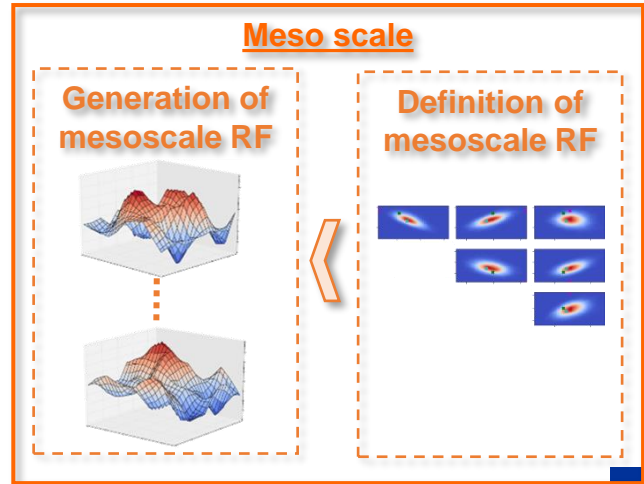 Meso scale
Generation of
mesoscale RF
Definition of
mesoscale RF